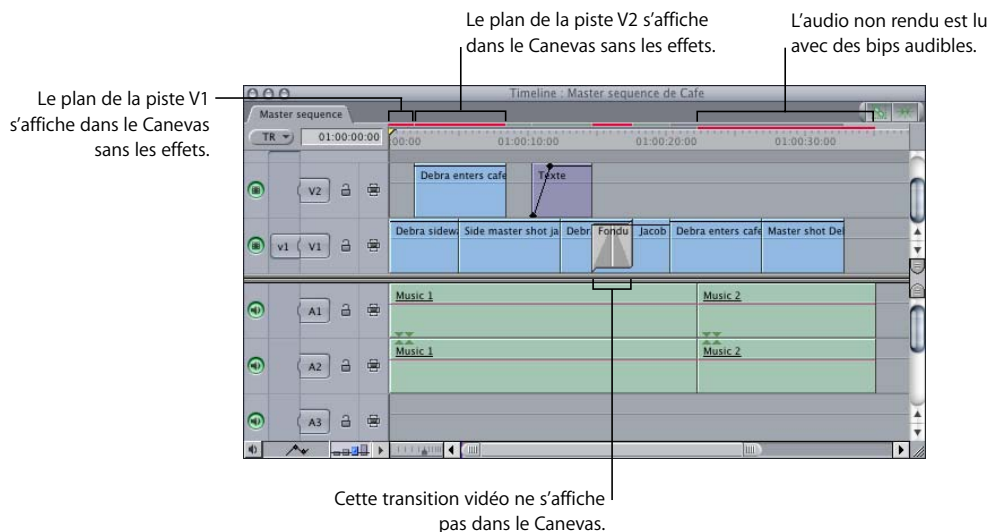 Le plan de la piste V2 s’affiche
dans le Canevas sans les effets.
L’audio non rendu est lu
avec des bips audibles.
Le plan de la piste V1
s’affiche dans le Canevas
sans les effets.
Timeline : Master sequence de Cafe
Master sequence
TR 01:00:00:00 00:00 01:00:10:00 01:00:20:00 01:00:30:00
V2 Debra enters cafe Texte
v1 V1 Debra sidew Side master shot ja Debr Fondu Jacob Debra enters cafe Master shot De
A1 Music 1 Music 2
A2 Music 1 Music 2
A3
Cette transition vidéo ne s’affiche
pas dans le Canevas.